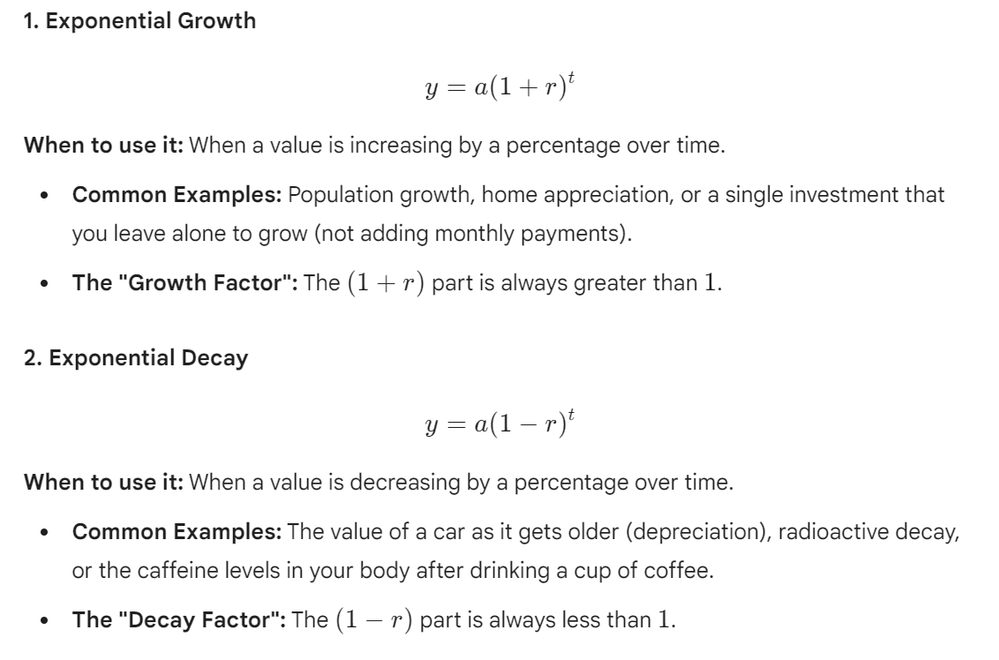 1. Exponential Growth
y = a(1 + r)^t
When to use it: When a value is increasing by a percentage over time.
• Common Examples: Population growth, home appreciation, or a single investment that
you leave alone to grow (not adding monthly payments).
• The "Growth Factor": The (1 + r) part is always greater than 1.
2. Exponential Decay
y = a(1 − r)^t
When to use it: When a value is decreasing by a percentage over time.
• Common Examples: The value of a car as it gets older (depreciation), radioactive decay,
or the caffeine levels in your body after drinking a cup of coffee.
• The "Decay Factor": The (1 − r) part is always less than 1.